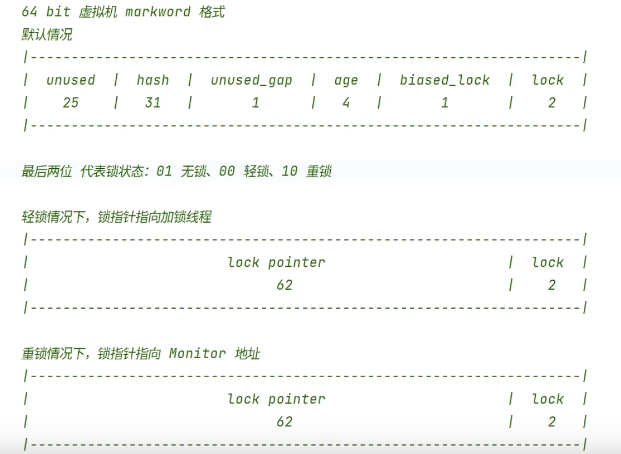 64 bit 虚拟机 markword 格式
默认情况
|--------------------------------------------------------------------|
| unused | hash | unused_gap | age | biased_lock | lock |
| 25 | 31 | 1 | 4 | 1 | 2 |
|--------------------------------------------------------------------|
最后两位 代表锁状态：01 无锁、00 轻锁、10 重锁
轻锁情况下，锁指针指向加锁线程
|--------------------------------------------------------------------|
| lock pointer | lock |
| 62 | 2 |
|--------------------------------------------------------------------|
重锁情况下，锁指针指向 Monitor 地址
|--------------------------------------------------------------------|
| lock pointer | lock |
| 62 | 2 |
|--------------------------------------------------------------------|